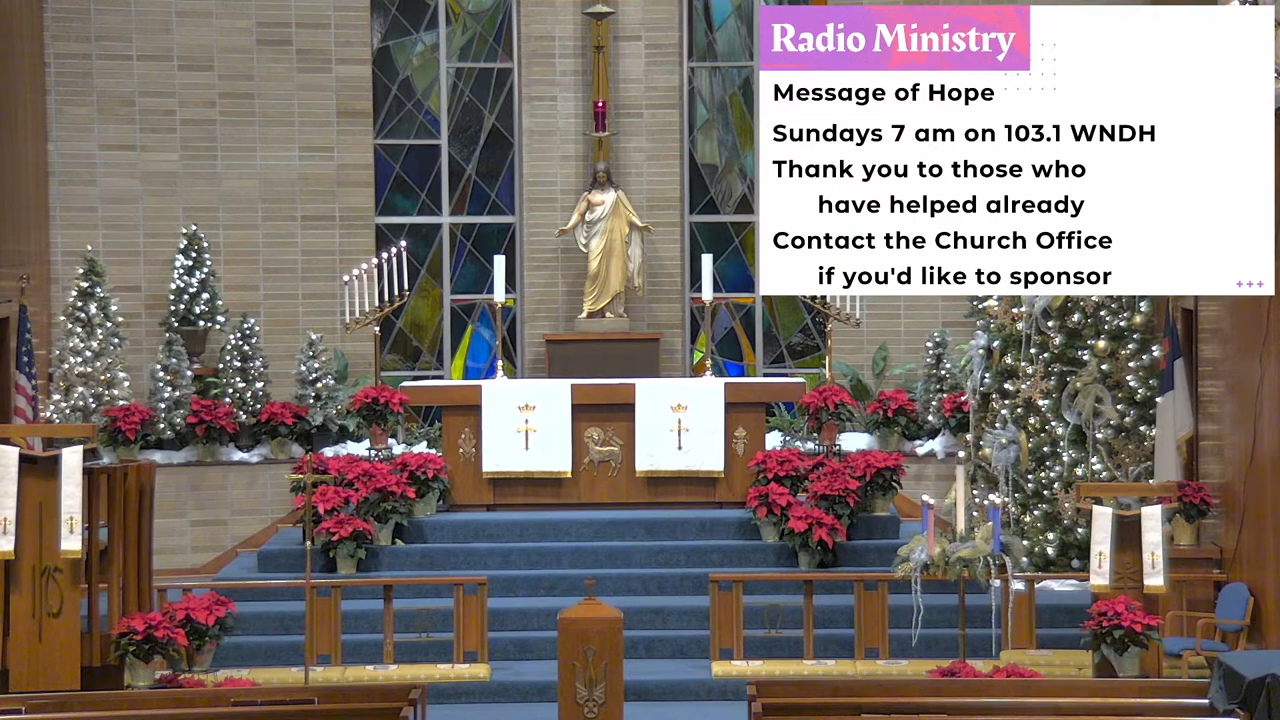 Radio Ministry
Message of Hope
Sundays 7 am on 103.1 WNDH
Thank you to those who
have helped already
Contact the Church Office
if you'd like to sponsor